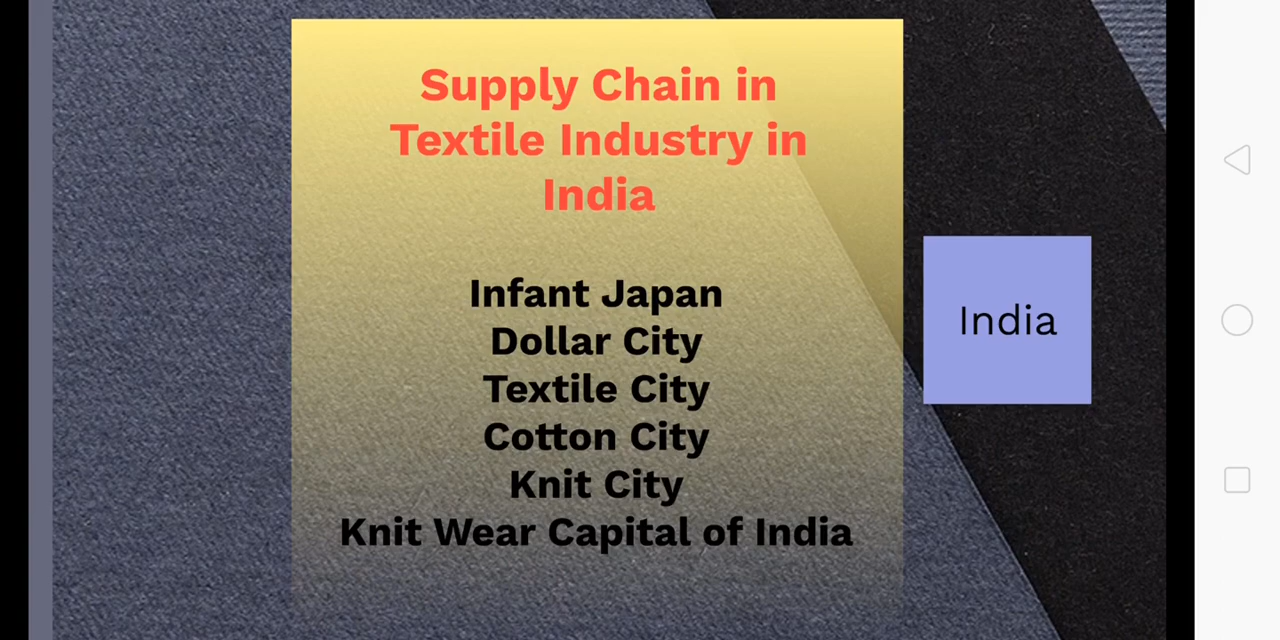 Supply Chain in
Textile Industry in
India
Infant Japan
Dollar City
Textile City
Cotton City
Knit City
Knit Wear Capital of India
India